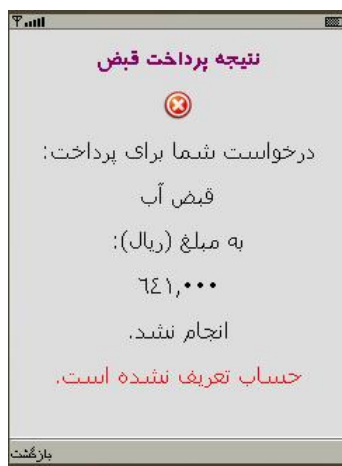 نتیجه پرداخت قبض
درخواست شما برای پرداخت:
قبض آب
به مبلغ (ریال):
٦٤١,٠٠٠
انجام نشد.
حساب تعریف نشده است.
بازگشت